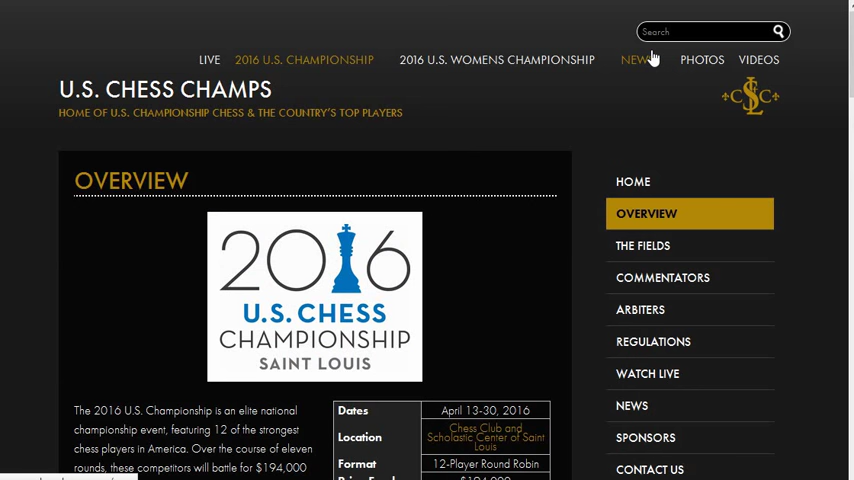 Search
LIVE 2016 U.S. CHAMPIONSHIP 2016 U.S. WOMENS CHAMPIONSHIP NEWS PHOTOS VIDEOS
U.S. CHESS CHAMPS
HOME OF U.S. CHAMPIONSHIP CHESS & THE COUNTRY'S TOP PLAYERS
OVERVIEW
2016
U.S. CHESS
CHAMPIONSHIP
SAINT LOUIS
The 2016 U.S. Championship is an elite national
championship event, featuring 12 of the strongest
chess players in America. Over the course of eleven
rounds, these competitors will battle for $194,000
Dates April 13-30, 2016
Location Chess Club and
Scholastic Center of Saint
Louis
Format 12-Player Round Robin
HOME
OVERVIEW
THE FIELDS
COMMENTATORS
ARBITERS
REGULATIONS
WATCH LIVE
NEWS
SPONSORS
CONTACT US